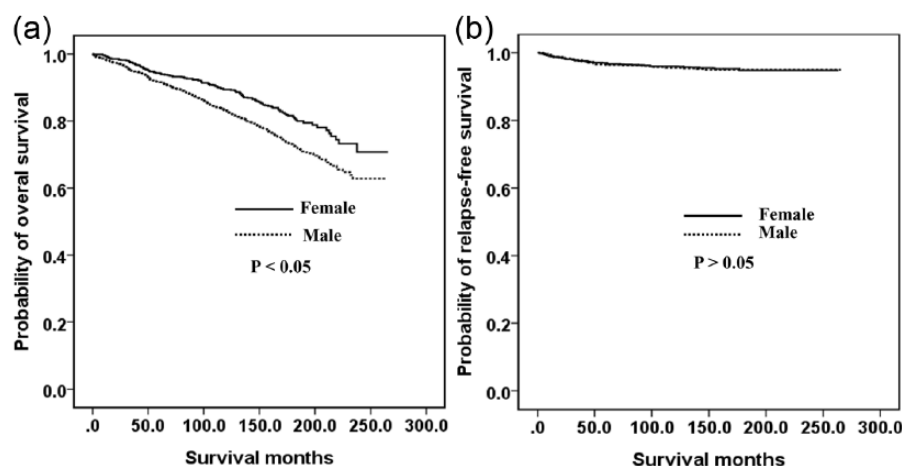 (a)
Probability of overal survival
1.0
0.8
0.6
0.4
0.2
0.0
Female
Male
P < 0.05
.0 50.0 100.0 150.0 200.0 250.0 300.0
Survival months
(b)
Probability of relapse-free survival
1.0
0.8
0.6
0.4
0.2
0.0
Female
Male
P > 0.05
.0 50.0 100.0 150.0 200.0 250.0 300.0
Survival months